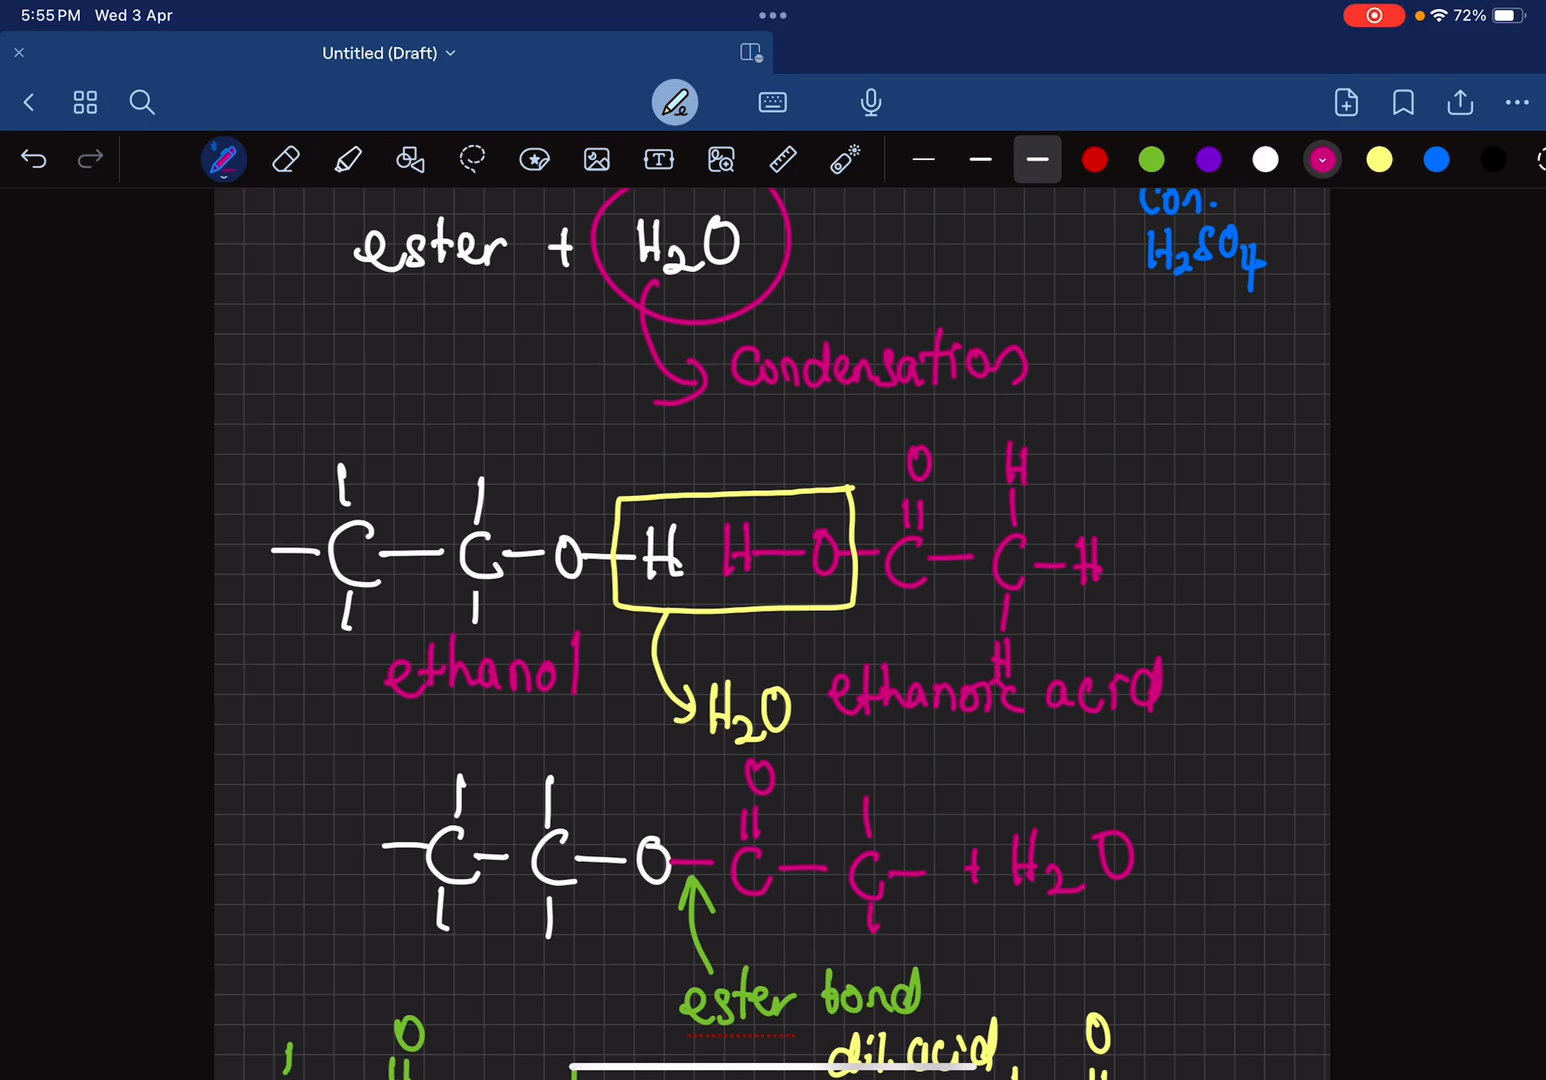 5:55 PM Wed 3 Apr
72%
Untitled (Draft)
Con.
H₂SO₄
ester + H₂O
Condensation
O H
C C O H H O C C H
H
ethanol
ethanoic acid
H₂O
O
C C O C C + H₂O
ester bond
dil. acid
O O